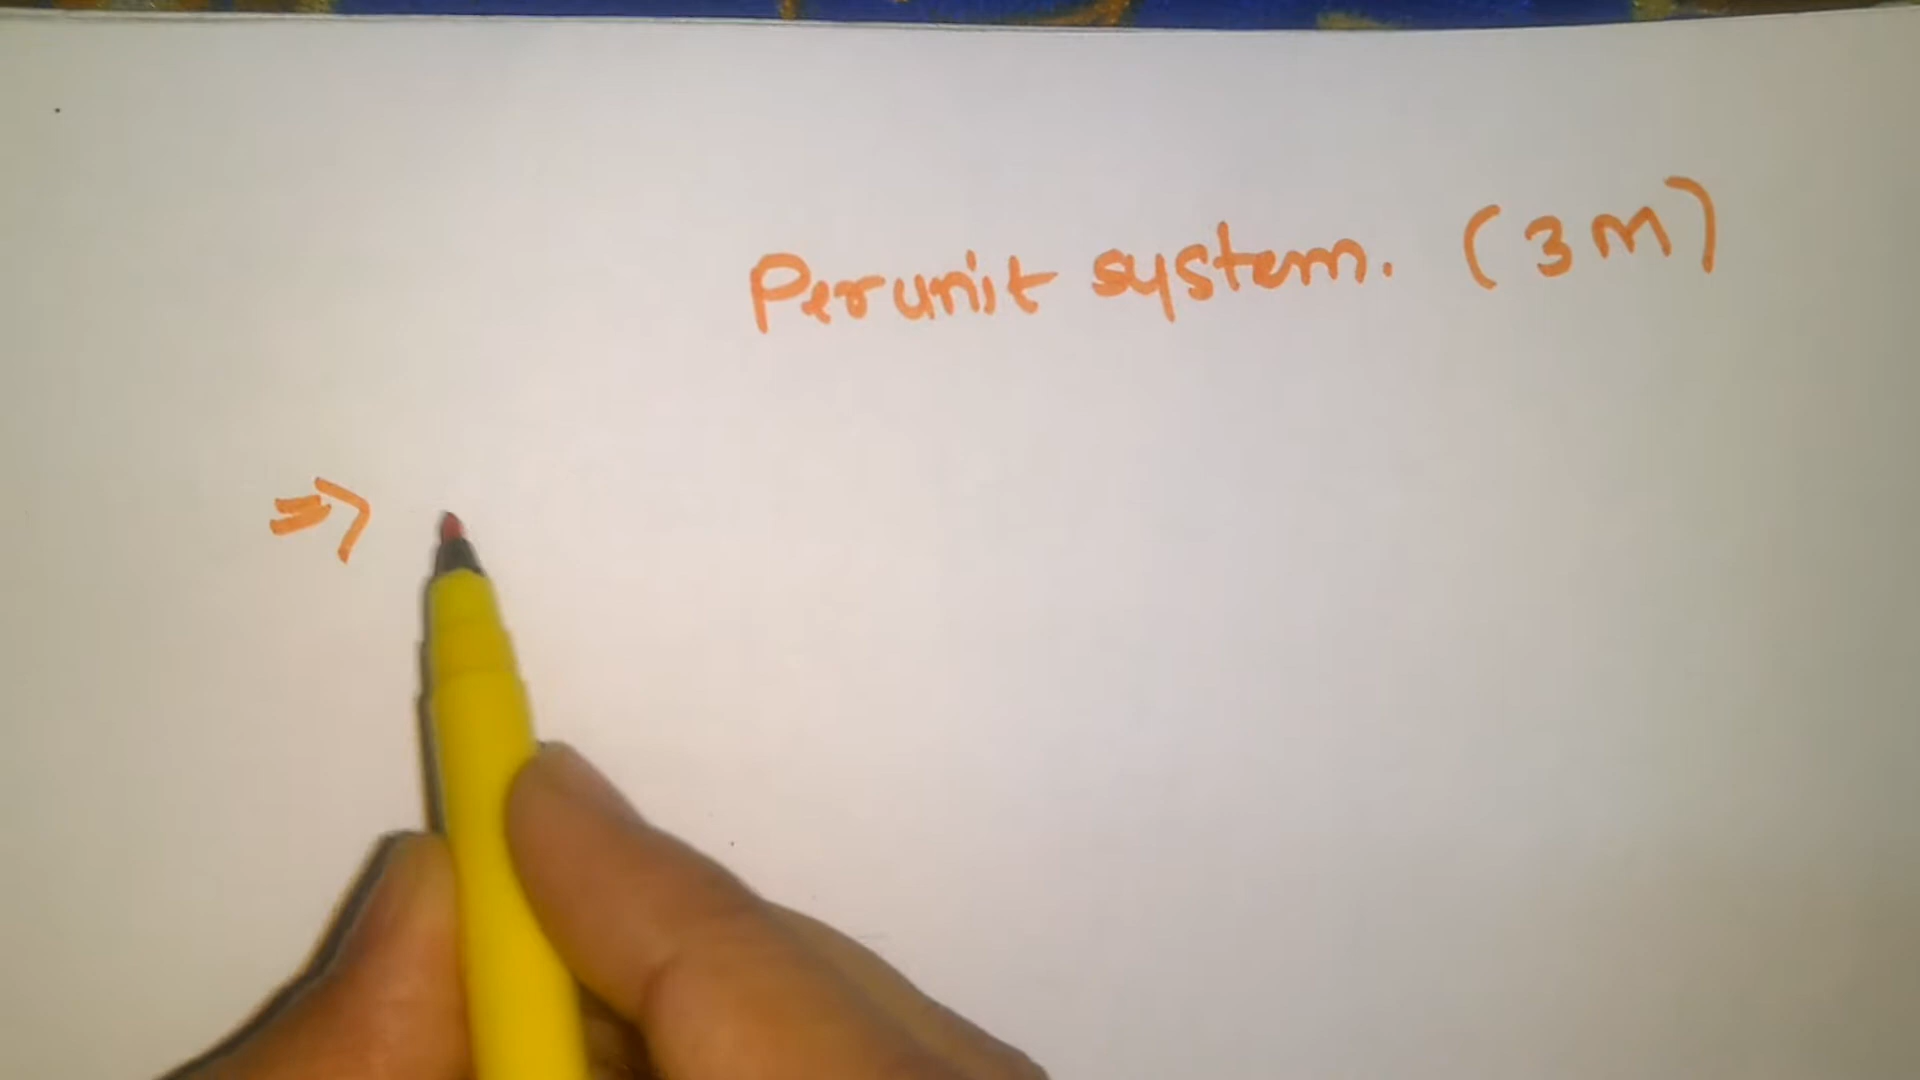 Perunit system. (3M)
⇒